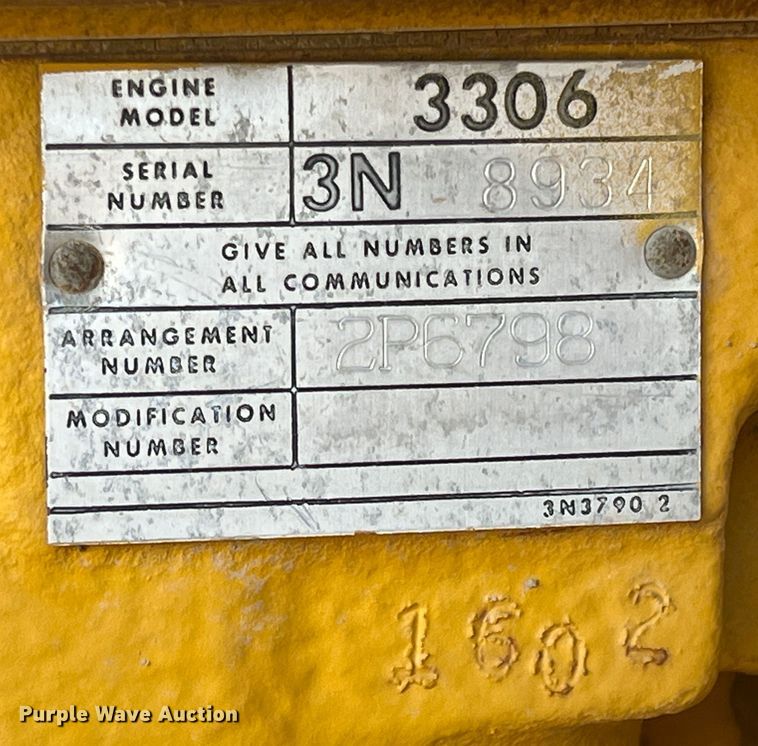 ENGINE
MODEL
3306
SERIAL
NUMBER
3N 8934
GIVE ALL NUMBERS IN
ALL COMMUNICATIONS
ARRANGEMENT
NUMBER
2P6798
MODIFICATION
NUMBER
3N3790 2
1602
Purple Wave Auction